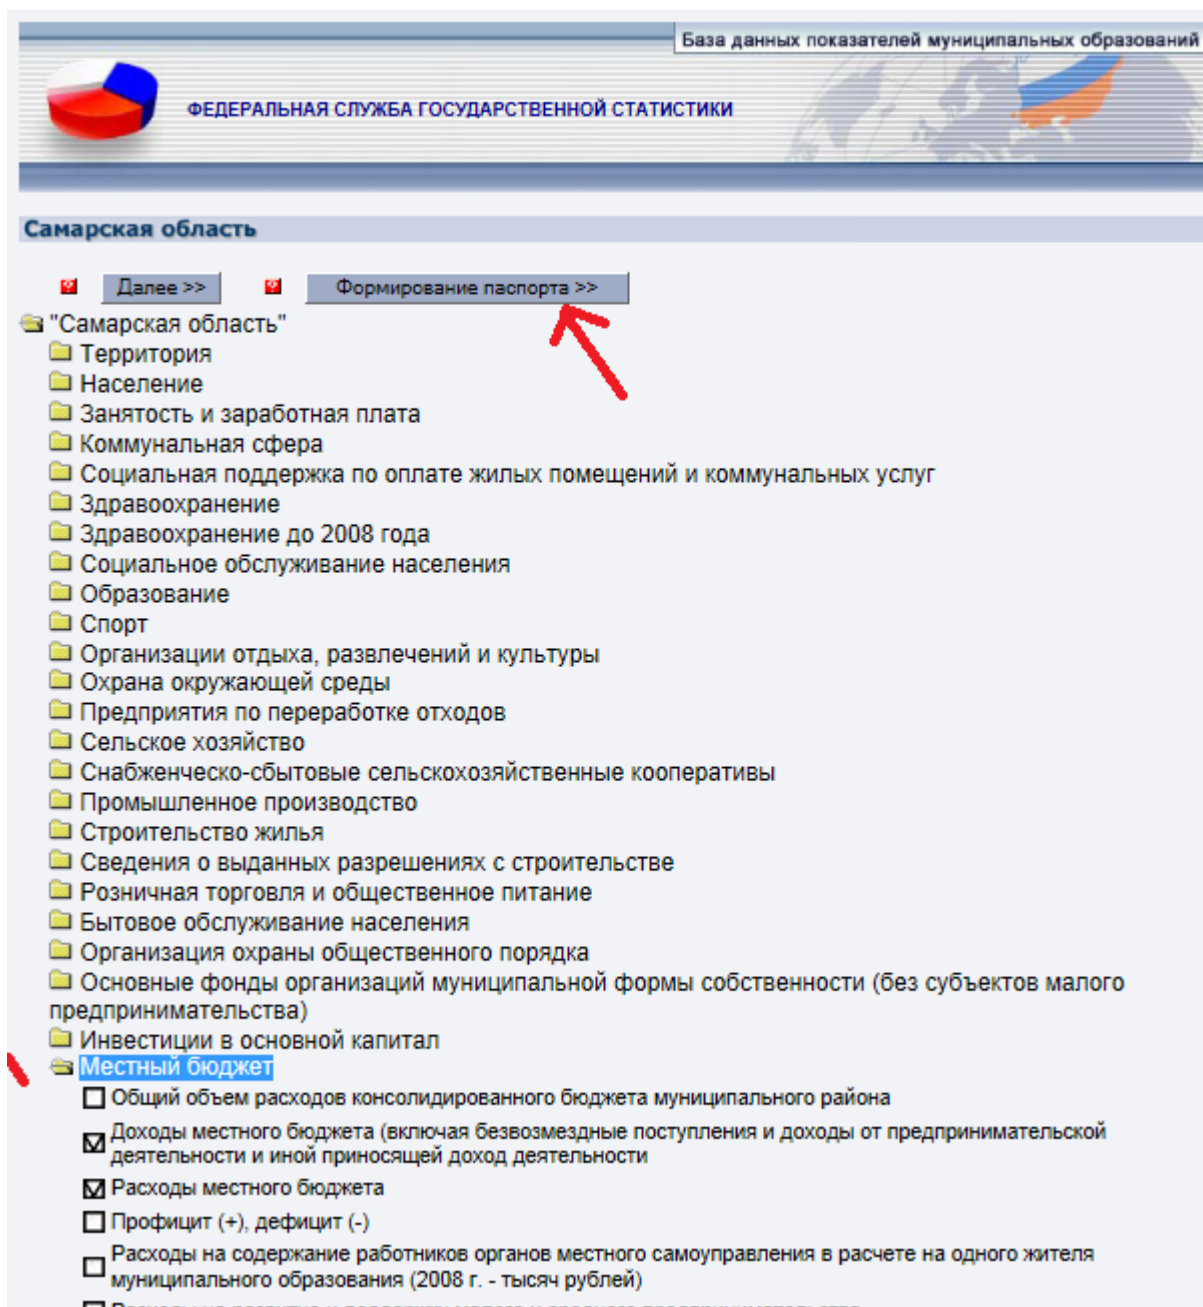 База данных показателей муниципальных образований
ФЕДЕРАЛЬНАЯ СЛУЖБА ГОСУДАРСТВЕННОЙ СТАТИСТИКИ
Самарская область
? Далее >> ? Формирование паспорта >>
"Самарская область"
Территория
Население
Занятость и заработная плата
Коммунальная сфера
Социальная поддержка по оплате жилых помещений и коммунальных услуг
Здравоохранение
Здравоохранение до 2008 года
Социальное обслуживание населения
Образование
Спорт
Организации отдыха, развлечений и культуры
Охрана окружающей среды
Предприятия по переработке отходов
Сельское хозяйство
Снабженческо-сбытовые сельскохозяйственные кооперативы
Промышленное производство
Строительство жилья
Сведения о выданных разрешениях с строительстве
Розничная торговля и общественное питание
Бытовое обслуживание населения
Организация охраны общественного порядка
Основные фонды организаций муниципальной формы собственности (без субъектов малого
предпринимательства)
Инвестиции в основной капитал
Местный бюджет
Общий объем расходов консолидированного бюджета муниципального района
Доходы местного бюджета (включая безвозмездные поступления и доходы от предпринимательской
деятельности и иной приносящей доход деятельности
Расходы местного бюджета
Профицит (+), дефицит (-)
Расходы на содержание работников органов местного самоуправления в расчете на одного жителя
муниципального образования (2008 г. - тысяч рублей)